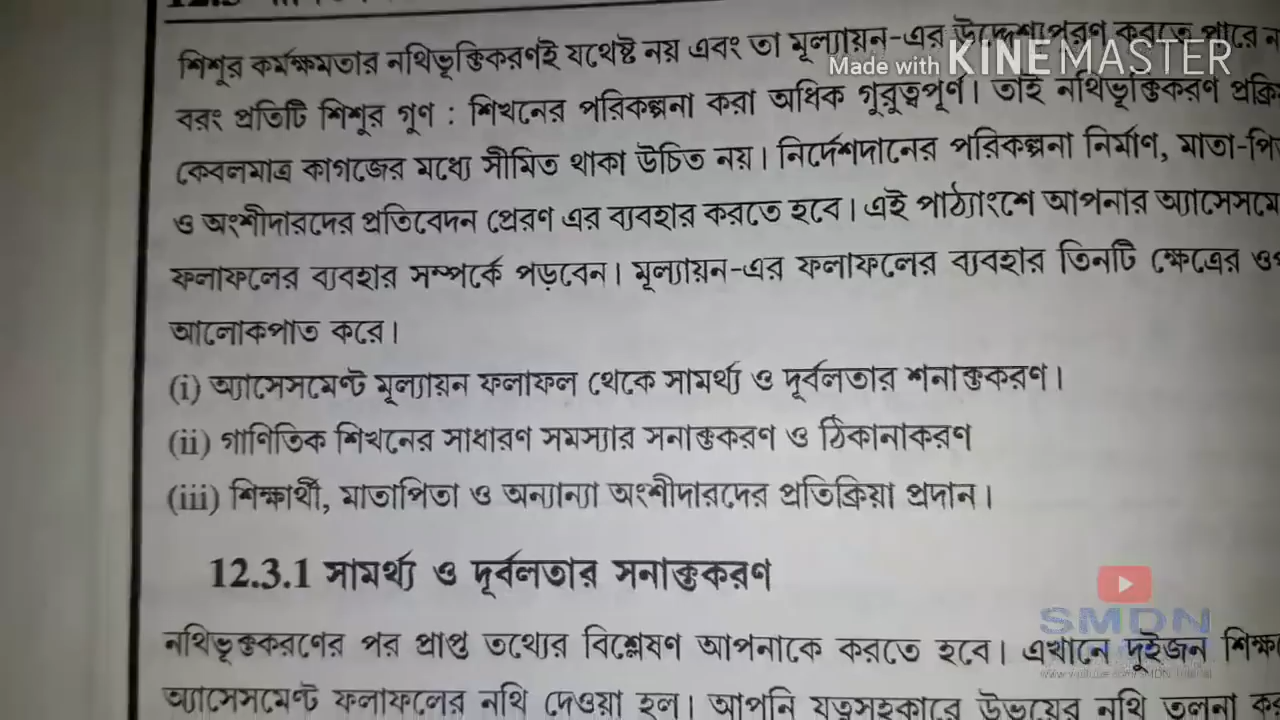 শিশুর কর্মক্ষমতার নথিভূক্তিকরণই যথেষ্ট নয় এবং তা মূল্যায়ন-এর উদ্দেশ্যপূরণ করতে পারে
Made with KINEMASTER
বরং প্রতিটি শিশুর গুণ : শিখনের পরিকল্পনা করা অধিক গুরুত্বপূর্ণ। তাই নথিভূক্তিকরণ
কেবলমাত্র কাগজের মধ্যে সীমিত থাকা উচিত নয়। নির্দেশদানের পরিকল্পনা নির্মাণ, মাতা-পি
ও অংশীদারদের প্রতিবেদন প্রেরণ এর ব্যবহার করতে হবে। এই পাঠ্যাংশে আপনার অ্যাসেসমে
ফলাফলের ব্যবহার সম্পর্কে পড়বেন। মূল্যায়ন-এর ফলাফলের ব্যবহার তিনটি ক্ষেত্রের
আলোকপাত করে।
(i) অ্যাসেসমেন্ট মূল্যায়ন ফলাফল থেকে সামর্থ্য ও দূর্বলতার শনাক্তকরণ।
(ii) গাণিতিক শিখনের সাধারণ সমস্যার সনাক্তকরণ ও ঠিকানাকরণ
(iii) শিক্ষার্থী, মাতাপিতা ও অন্যান্যা অংশীদারদের প্রতিক্রিয়া প্রদান।
12.3.1 সামর্থ্য ও দূর্বলতার সনাক্তকরণ
SMDN
নথিভূক্তকরণের পর প্রাপ্ত তথ্যের বিশ্লেষণ আপনাকে করতে হবে। এখানে দুইজন শিক্ষা
অ্যাসেসমেন্ট ফলাফলের নথি দেওয়া হল। আপনি যত্নসহকারে উভয়ের নথি তুলনা